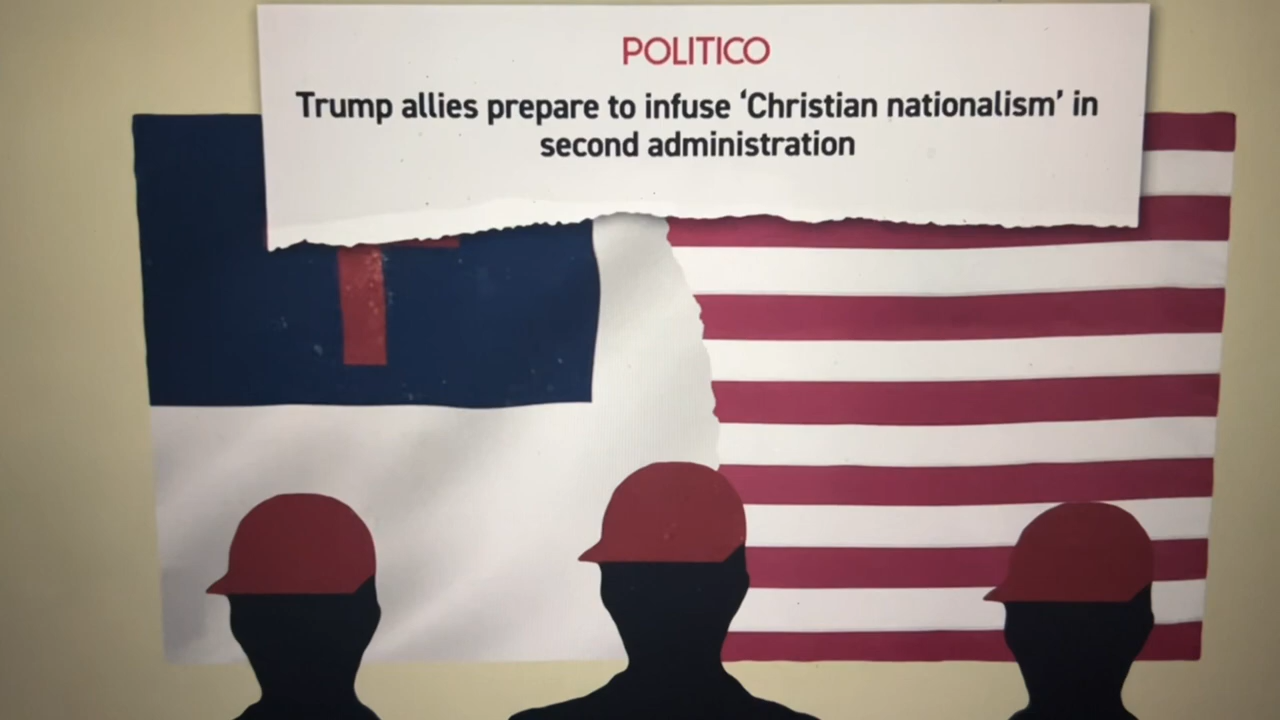 POLITICO
Trump allies prepare to infuse ‘Christian nationalism’ in
second administration